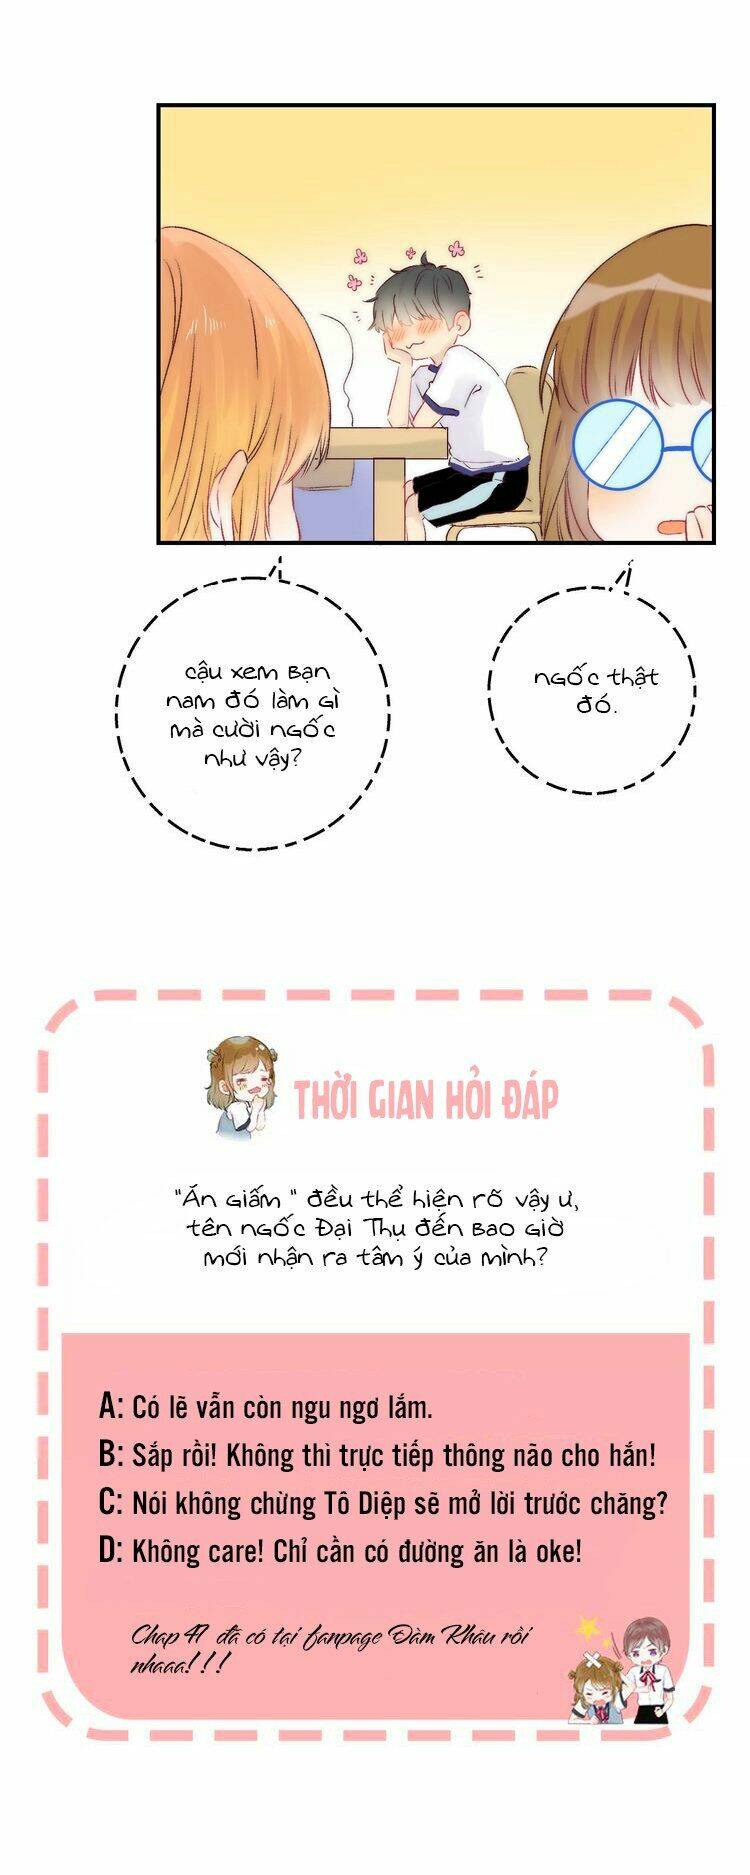 cậu xem bạn
nam đó làm gì
mà cười ngốc
như vậy?
ngốc thật
đó.
THỜI GIAN HỎI ĐÁP
"Ăn giấm " đều thể hiện rõ vậy ư,
tên ngốc Đại Thụ đến bao giờ
mới nhận ra tâm ý của mình?
A: Có lẽ vẫn còn ngu ngơ lắm.
B: Sắp rồi! Không thì trực tiếp thông não cho hắn!
C: Nói không chừng Tô Diệp sẽ mở lời trước chăng?
D: Không care! Chỉ cần có đường ăn là oke!
Chap 47 đã có tại fanpage Đàm Khâu rồi
nhaaa!!!